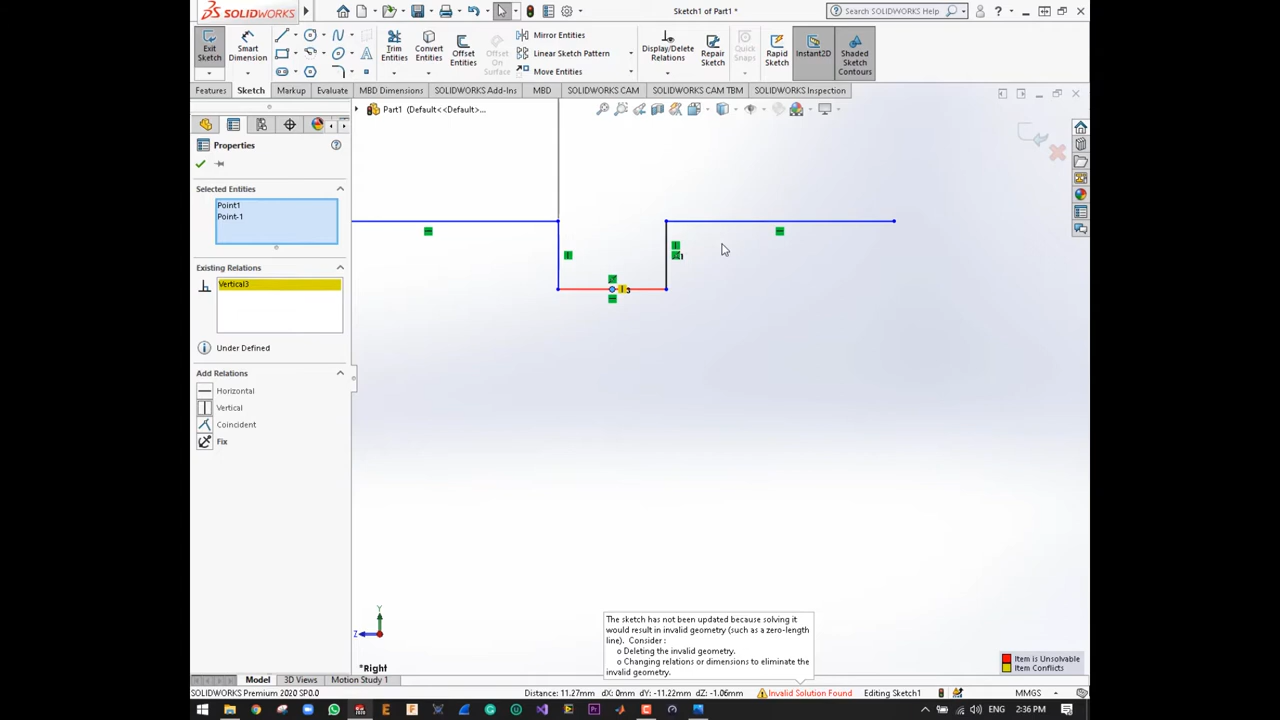 SOLIDWORKS
Sketch1 of Part1 *
Search SOLIDWORKS Help
Exit Sketch
Smart Dimension
Trim Entities
Convert Entities
Offset Entities
Offset On Surface
Mirror Entities
Linear Sketch Pattern
Move Entities
Display/Delete Relations
Repair Sketch
Quick Snaps
Rapid Sketch
Instant2D
Shaded Sketch Contours
Features
Sketch
Markup
Evaluate
MBD Dimensions
SOLIDWORKS Add-Ins
MBD
SOLIDWORKS CAM
SOLIDWORKS CAM TBM
SOLIDWORKS Inspection
Part1 (Default<<Default>...
Properties
Selected Entities
Point1
Point-1
Existing Relations
Vertical3
Under Defined
Add Relations
Horizontal
Vertical
Coincident
Fix
1
3
Y
Z
*Right
The sketch has not been updated because solving it
would result in invalid geometry (such as a zero-length
line). Consider :
o Deleting the invalid geometry.
o Changing relations or dimensions to eliminate the
invalid geometry.
Item is Unsolvable
Item Conflicts
Model
3D Views
Motion Study 1
SOLIDWORKS Premium 2020 SP0.0
Distance: 11.27mm dX: 0mm dY: -11.22mm dZ: -1.06mm
Invalid Solution Found
Editing Sketch1
MMGS
ENG
2:36 PM